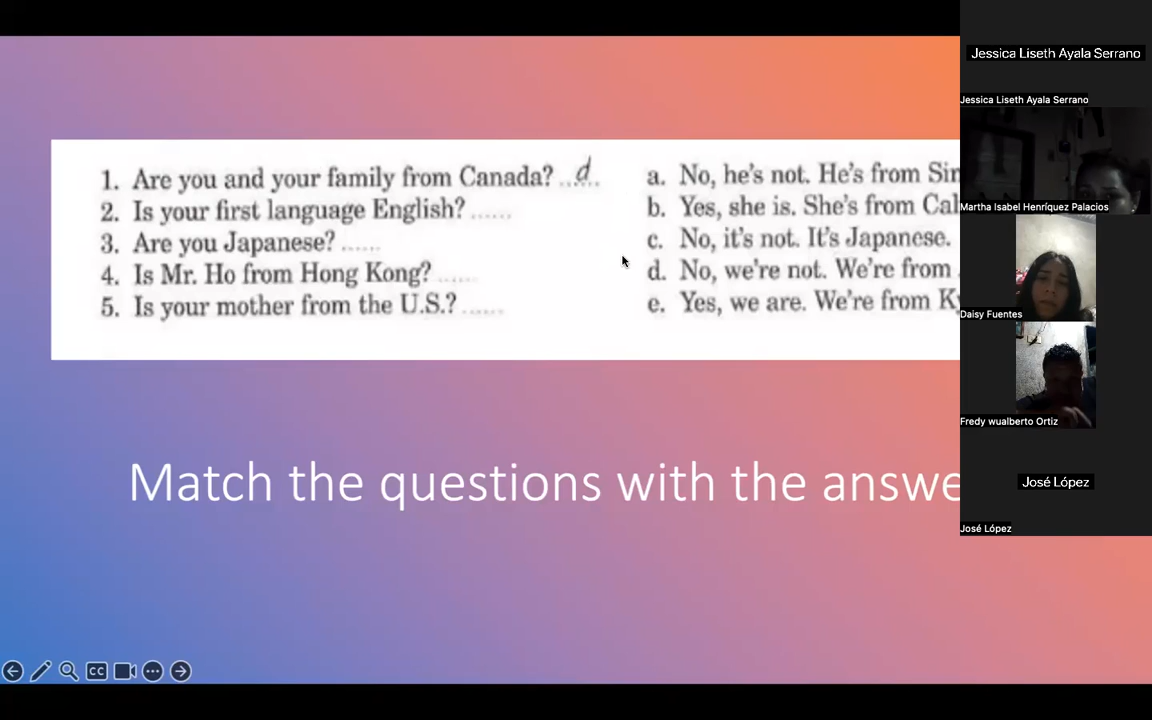 Jessica Liseth Ayala Serrano
Jessica Liseth Ayala Serrano
1. Are you and your family from Canada? ..d..
2. Is your first language English? ......
3. Are you Japanese? ......
4. Is Mr. Ho from Hong Kong? ......
5. Is your mother from the U.S.? ......
a. No, he's not. He's from
b. Yes, she is. She's from
c. No, it's not. It's Japanese.
d. No, we're not. We're from
e. Yes, we are. We're from
Martha Isabel Henríquez Palacios
Daisy Fuentes
Fredy wualberto Ortiz
Match the questions with the
José López
José López
CC